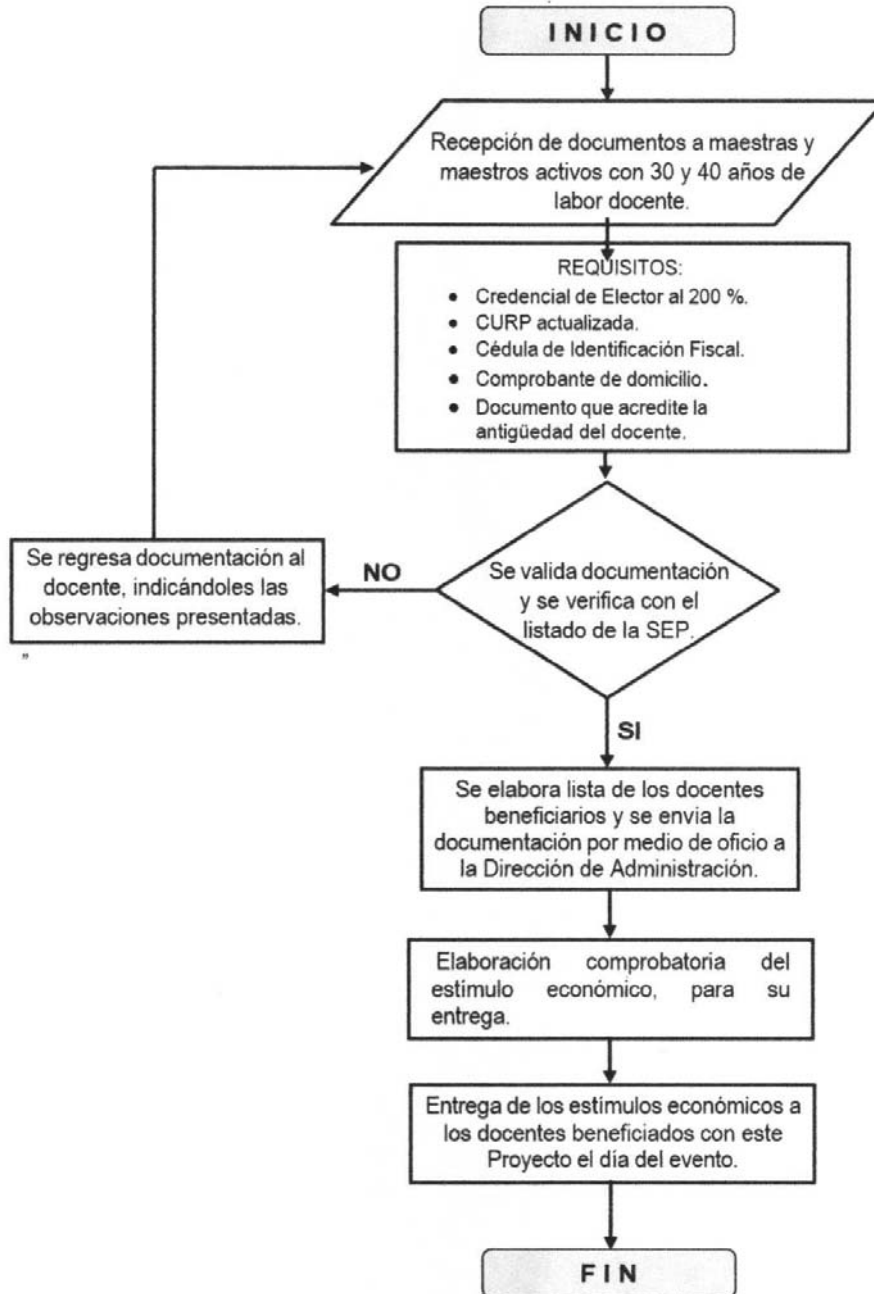 INICIO
Recepción de documentos a maestras y
maestros activos con 30 y 40 años de
labor docente.
REQUISITOS:
• Credencial de Elector al 200 %.
• CURP actualizada.
• Cédula de Identificación Fiscal.
• Comprobante de domicilio.
• Documento que acredite la
antigüedad del docente.
Se valida documentación
y se verifica con el
listado de la SEP.
NO
Se regresa documentación al
docente, indicándoles las
observaciones presentadas.
"
SI
Se elabora lista de los docentes
beneficiarios y se envia la
documentación por medio de oficio a
la Dirección de Administración.
Elaboración comprobatoria del
estímulo económico, para su
entrega.
Entrega de los estímulos económicos a
los docentes beneficiados con este
Proyecto el día del evento.
FIN